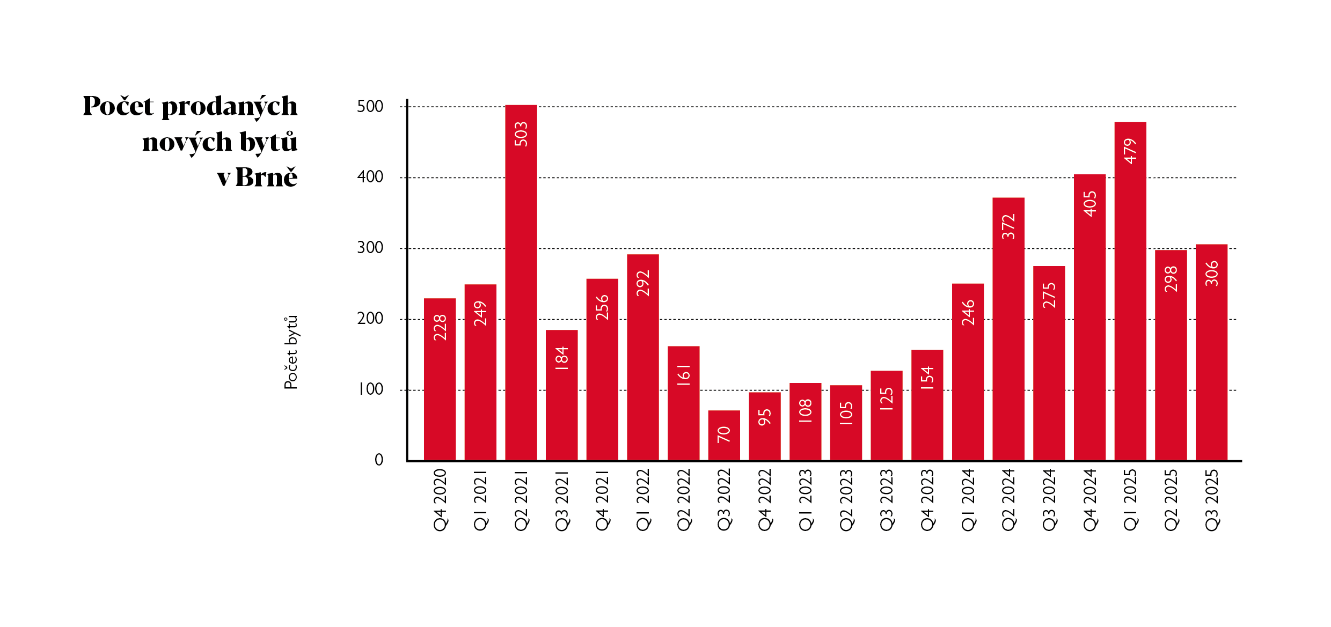 Počet prodaných
nových bytů
v Brně
Počet bytů
500
400
300
200
100
0
228
249
503
184
256
292
161
70
95
108
105
125
154
246
372
275
405
479
298
306
Q4 2020
Q1 2021
Q2 2021
Q3 2021
Q4 2021
Q1 2022
Q2 2022
Q3 2022
Q4 2022
Q1 2023
Q2 2023
Q3 2023
Q4 2023
Q1 2024
Q2 2024
Q3 2024
Q4 2024
Q1 2025
Q2 2025
Q3 2025